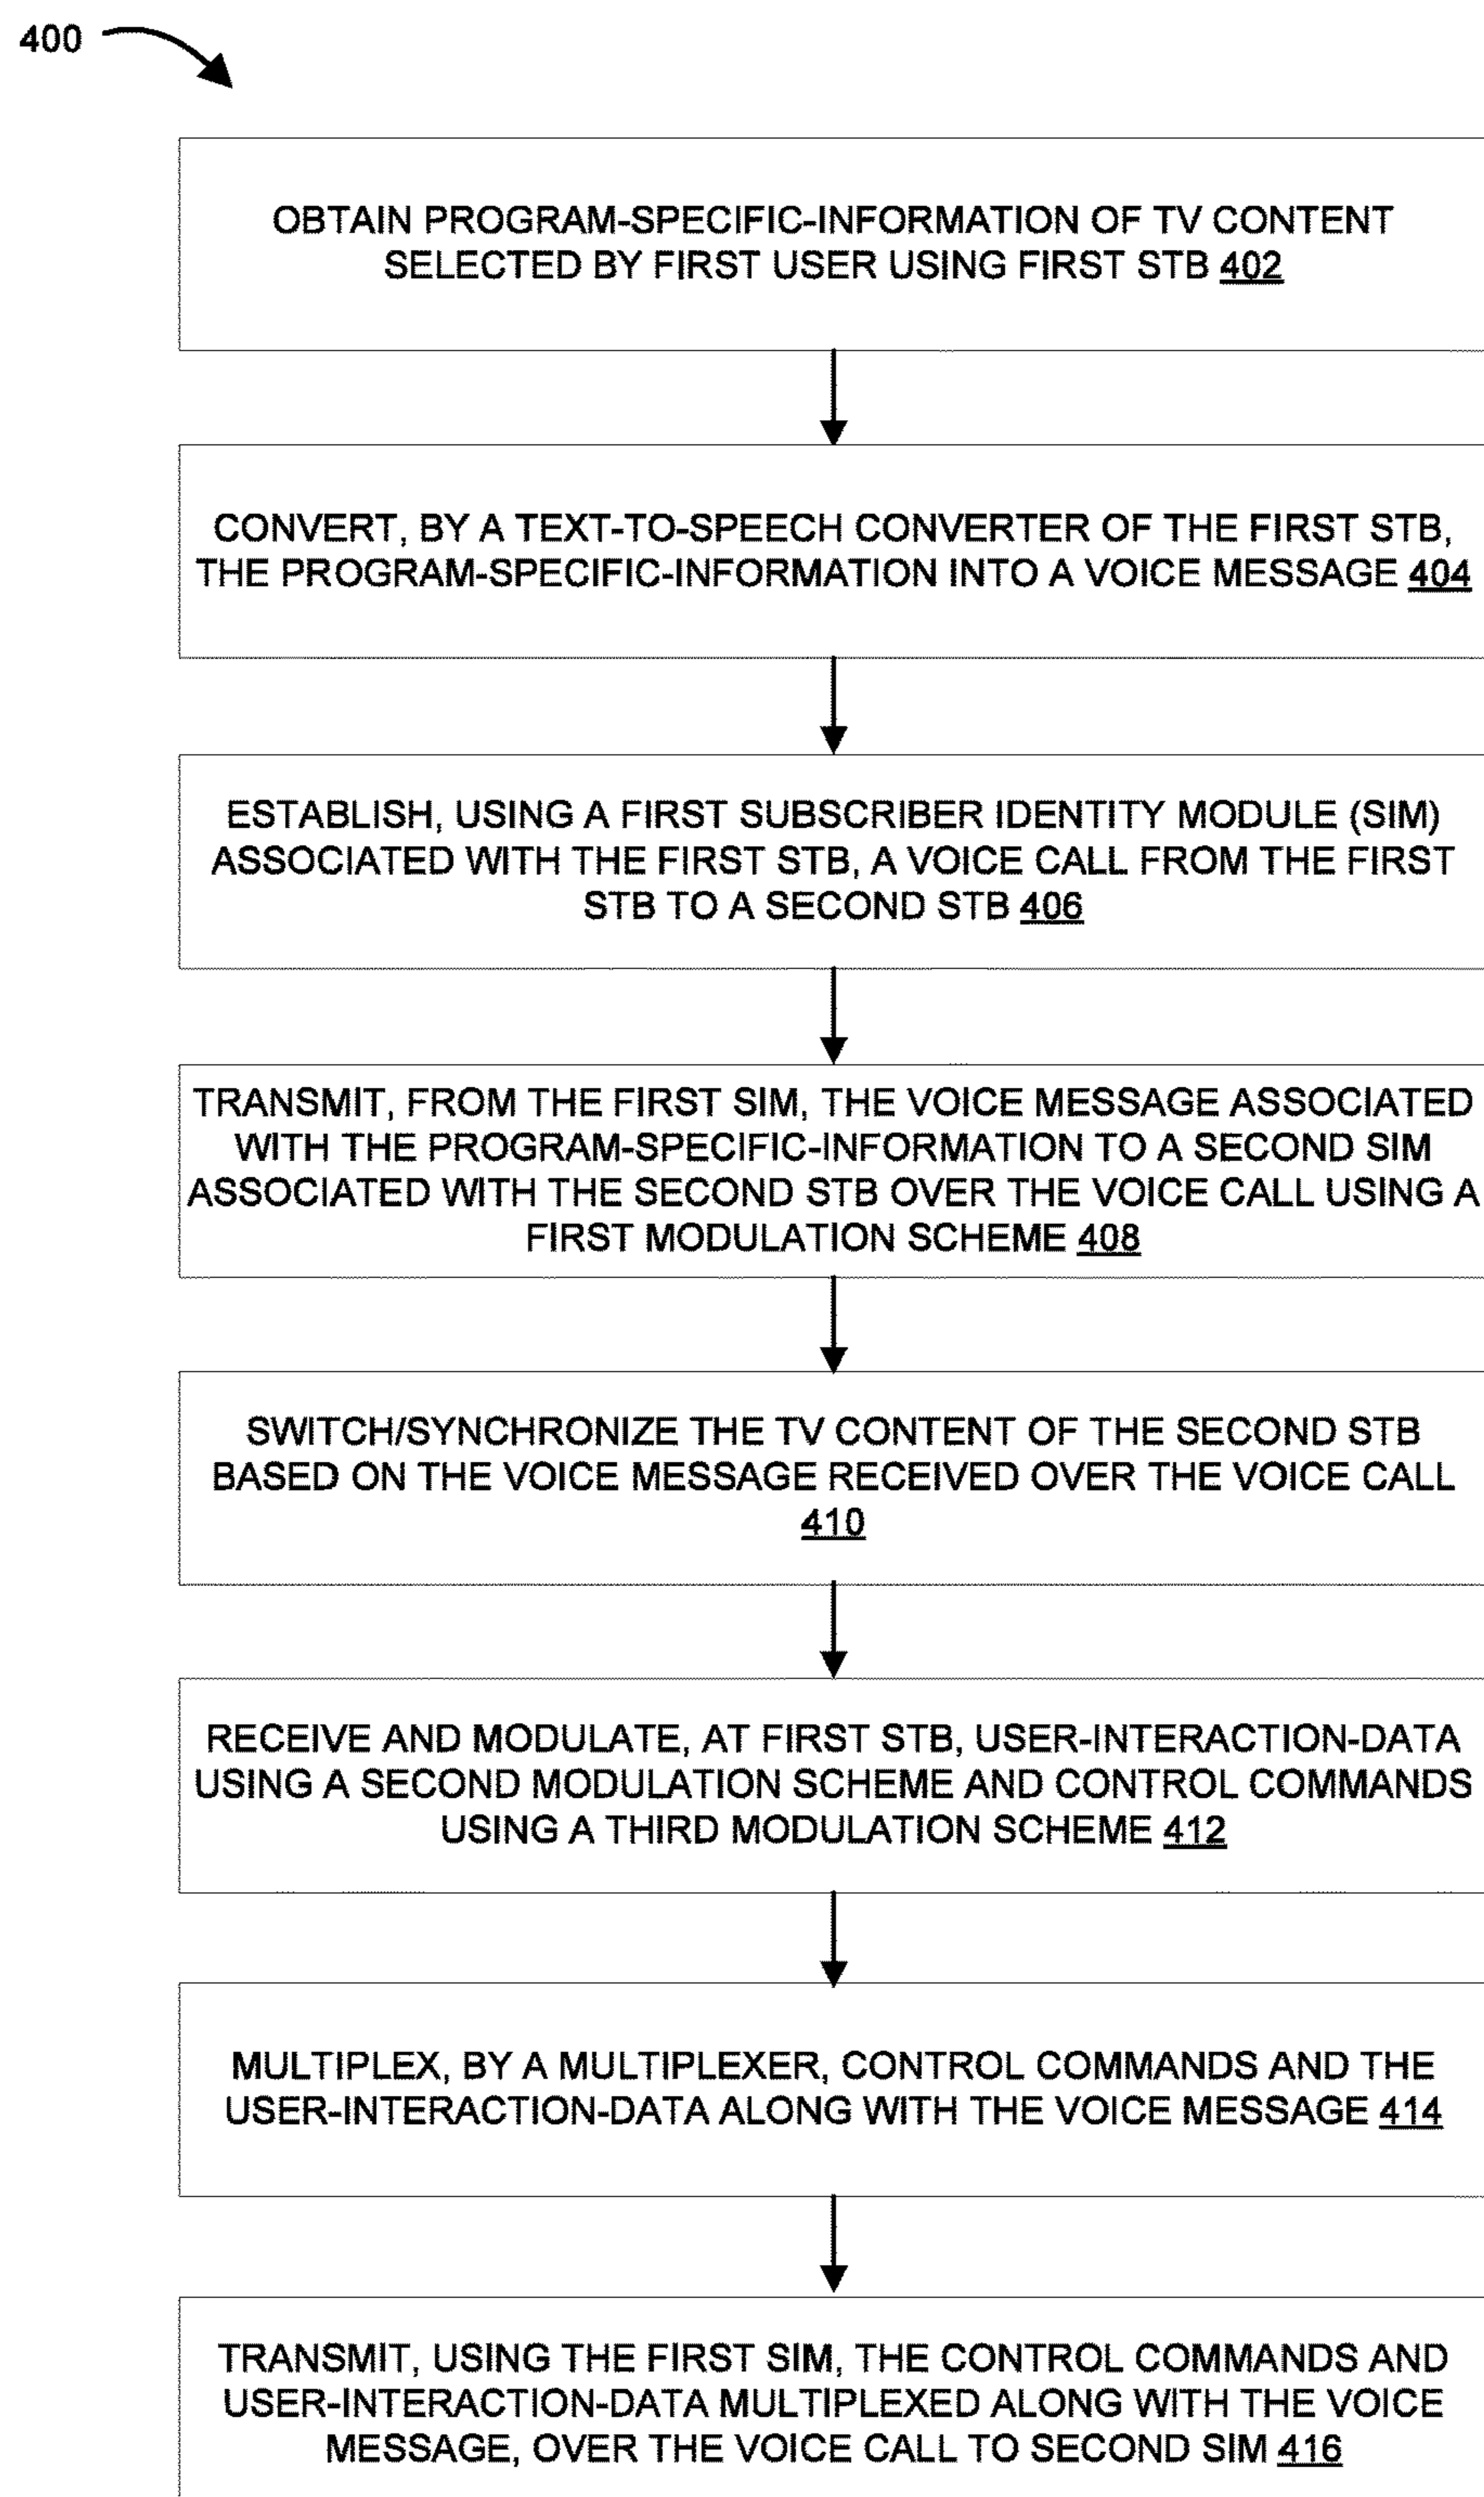 400
OBTAIN PROGRAM-SPECIFIC-INFORMATION OF TV CONTENT
SELECTED BY FIRST USER USING FIRST STB 402
CONVERT, BY A TEXT-TO-SPEECH CONVERTER OF THE FIRST STB,
THE PROGRAM-SPECIFIC-INFORMATION INTO A VOICE MESSAGE 404
ESTABLISH, USING A FIRST SUBSCRIBER IDENTITY MODULE (SIM)
ASSOCIATED WITH THE FIRST STB, A VOICE CALL FROM THE FIRST
STB TO A SECOND STB 406
TRANSMIT, FROM THE FIRST SIM, THE VOICE MESSAGE ASSOCIATED
WITH THE PROGRAM-SPECIFIC-INFORMATION TO A SECOND SIM
ASSOCIATED WITH THE SECOND STB OVER THE VOICE CALL USING A
FIRST MODULATION SCHEME 408
SWITCH/SYNCHRONIZE THE TV CONTENT OF THE SECOND STB
BASED ON THE VOICE MESSAGE RECEIVED OVER THE VOICE CALL
410
RECEIVE AND MODULATE, AT FIRST STB, USER-INTERACTION-DATA
USING A SECOND MODULATION SCHEME AND CONTROL COMMANDS
USING A THIRD MODULATION SCHEME 412
MULTIPLEX, BY A MULTIPLEXER, CONTROL COMMANDS AND THE
USER-INTERACTION-DATA ALONG WITH THE VOICE MESSAGE 414
TRANSMIT, USING THE FIRST SIM, THE CONTROL COMMANDS AND
USER-INTERACTION-DATA MULTIPLEXED ALONG WITH THE VOICE
MESSAGE, OVER THE VOICE CALL TO SECOND SIM 416